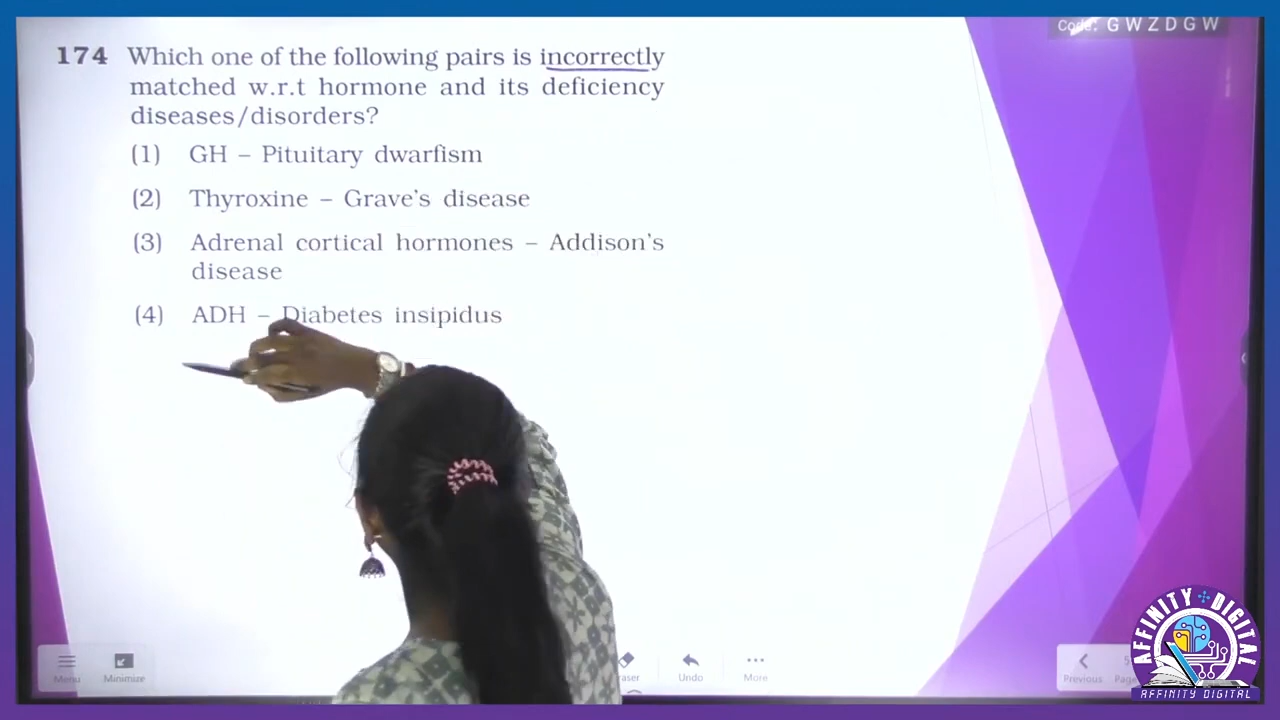 Code: G W Z D G W
174 Which one of the following pairs is incorrectly
matched w.r.t hormone and its deficiency
diseases/disorders?
(1) GH – Pituitary dwarfism
(2) Thyroxine – Grave's disease
(3) Adrenal cortical hormones – Addison's
disease
(4) ADH – Diabetes insipidus
Menu
Minimize
Undo
More
Previous
AFFINITY DIGITAL
AFFINITY DIGITAL